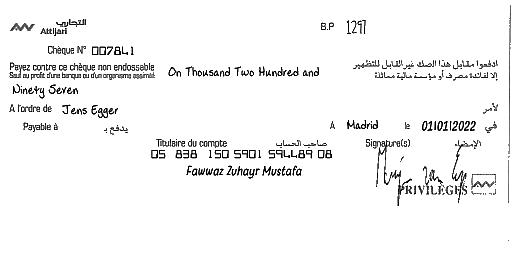 التجاري
Attijari
B.P 1297
Chèque N° 007841
Payez contre ce chèque non endossable
ادفعوا مقابل هذا الصك غير القابل للتظهير
Sauf au profit d'une banque ou d'un organisme assimilé
إلا لفائدة مصرف أو مؤسسة مالية مماثلة
On Thousand Two Hundred and
Ninety Seven
A l'ordre de Jens Egger لأمر
Payable à يدفع بـ
A Madrid le 01/01/2022 في
Titulaire du compte صاحب الحساب
Signature(s) الإمضاء
05 838 150 5901 594489 08
Fawwaz Zuhayr Mustafa
PRIVILÈGES